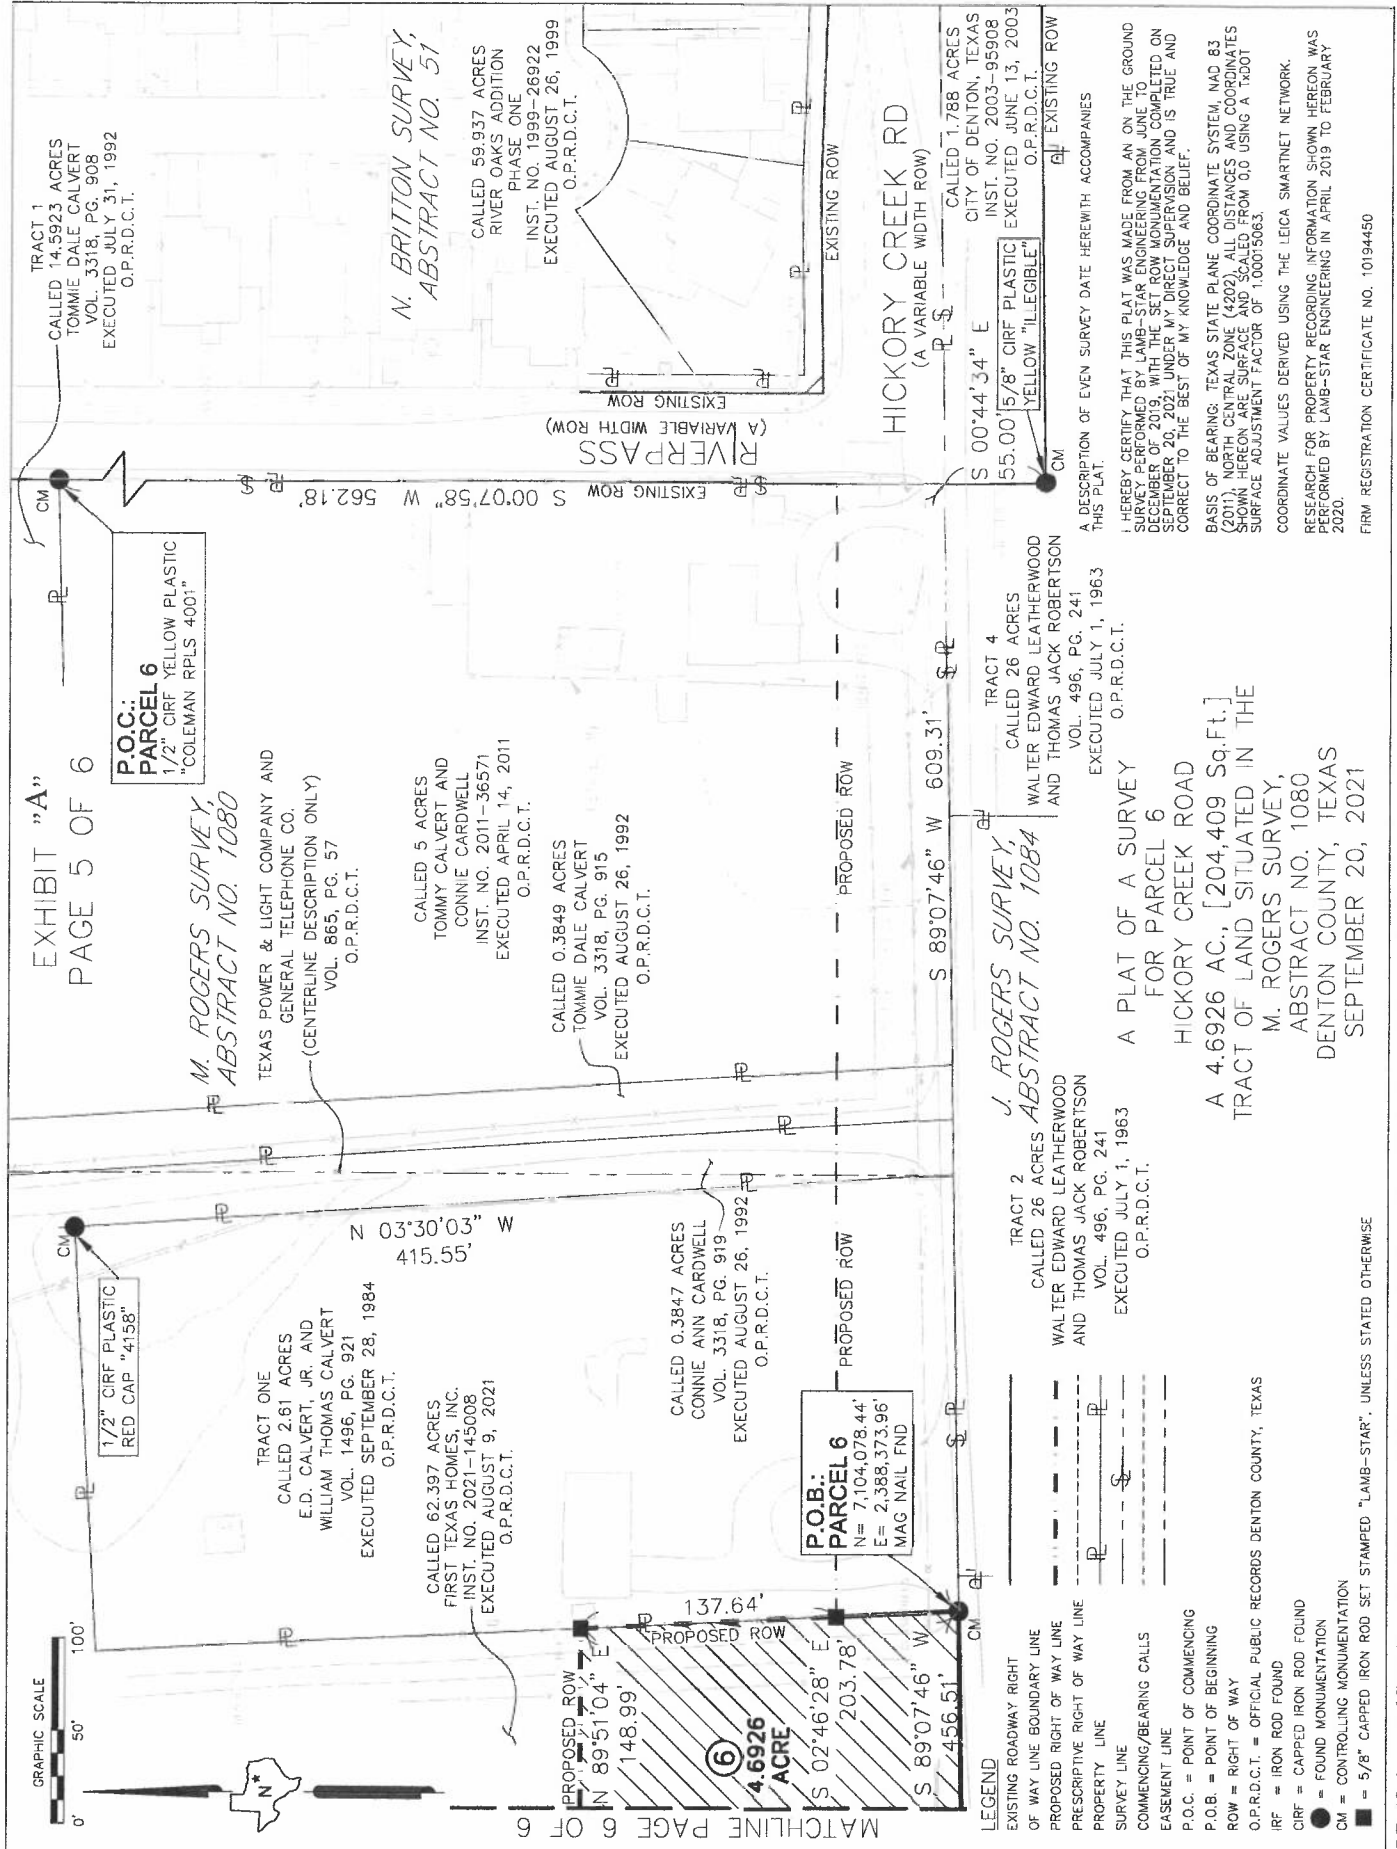 EXHIBIT "A"
PAGE 5 OF 6
GRAPHIC SCALE
0' 50' 100'
N
TRACT 1
CALLED 14.5923 ACRES
TOMMIE DALE CALVERT
VOL. 3318, PG. 908
EXECUTED JULY 31, 1992
O.P.R.D.C.T.
CM
P.O.C.:
PARCEL 6
1/2" CIRF YELLOW PLASTIC
"COLEMAN RPLS 4001"
M. ROGERS SURVEY,
ABSTRACT NO. 1080
TEXAS POWER & LIGHT COMPANY AND
GENERAL TELEPHONE CO.
(CENTERLINE DESCRIPTION ONLY)
VOL. 865, PG. 57
O.P.R.D.C.T.
CM
1/2" CIRF PLASTIC
RED CAP "4158"
N 03°30'03" W
415.55'
TRACT ONE
CALLED 2.61 ACRES
E.D. CALVERT, JR. AND
WILLIAM THOMAS CALVERT
VOL. 1496, PG. 921
EXECUTED SEPTEMBER 28, 1984
O.P.R.D.C.T.
CALLED 62.397 ACRES
FIRST TEXAS HOMES, INC.
INST. NO. 2021-145008
EXECUTED AUGUST 9, 2021
O.P.R.D.C.T.
CALLED 5 ACRES
TOMMY CALVERT AND
CONNIE CARDWELL
INST. NO. 2011-36571
EXECUTED APRIL 14, 2011
O.P.R.D.C.T.
CALLED 0.3849 ACRES
TOMMIE DALE CALVERT
VOL. 3318, PG. 915
EXECUTED AUGUST 26, 1992
O.P.R.D.C.T.
CALLED 0.3847 ACRES
CONNIE ANN CARDWELL
VOL. 3318, PG. 919
EXECUTED AUGUST 26, 1992
O.P.R.D.C.T.
N. BRITTON SURVEY,
ABSTRACT NO. 51
CALLED 59.937 ACRES
RIVER OAKS ADDITION
PHASE ONE
INST. NO. 1999-26922
EXECUTED AUGUST 26, 1999
O.P.R.D.C.T.
S 00°07'58" W 562.18'
EXISTING ROW
RIVERPASS
(A VARIABLE WIDTH ROW)
EXISTING ROW
EXISTING ROW
HICKORY CREEK RD
(A VARIABLE WIDTH ROW)
CALLED 1.788 ACRES
CITY OF DENTON, TEXAS
INST. NO. 2003-95908
EXECUTED JUNE 13, 2003
O.P.R.D.C.T.
EXISTING ROW
S 00°44'34" E
55.00'
5/8" CIRF PLASTIC
YELLOW "ILLEGIBLE"
CM
PROPOSED ROW
PROPOSED ROW
S 89°07'46" W 609.31'
PROPOSED ROW
N 89°51'04" E
148.99'
137.64'
PROPOSED ROW
6
4.6926
ACRE
S 02°46'28" E
203.78'
S 89°07'46" W
456.51'
MATCHLINE PAGE 6 OF 6
P.O.B.:
PARCEL 6
N= 7,104,078.44'
E= 2,388,373.96'
MAG NAIL FND
CM
J. ROGERS SURVEY,
ABSTRACT NO. 1084
TRACT 2
CALLED 26 ACRES
WALTER EDWARD LEATHERWOOD
AND THOMAS JACK ROBERTSON
VOL. 496, PG. 241
EXECUTED JULY 1, 1963
O.P.R.D.C.T.
TRACT 4
CALLED 26 ACRES
WALTER EDWARD LEATHERWOOD
AND THOMAS JACK ROBERTSON
VOL. 496, PG. 241
EXECUTED JULY 1, 1963
O.P.R.D.C.T.
LEGEND
EXISTING ROADWAY RIGHT
OF WAY LINE BOUNDARY LINE
PROPOSED RIGHT OF WAY LINE
PRESCRIPTIVE RIGHT OF WAY LINE
PROPERTY LINE
SURVEY LINE
COMMENCING/BEARING CALLS
EASEMENT LINE
P.O.C. = POINT OF COMMENCING
P.O.B. = POINT OF BEGINNING
ROW = RIGHT OF WAY
O.P.R.D.C.T. = OFFICIAL PUBLIC RECORDS DENTON COUNTY, TEXAS
IRF = IRON ROD FOUND
CIRF = CAPPED IRON ROD FOUND
= FOUND MONUMENTATION
CM = CONTROLLING MONUMENTATION
= 5/8" CAPPED IRON ROD SET STAMPED "LAMB-STAR", UNLESS STATED OTHERWISE
A PLAT OF A SURVEY
FOR PARCEL 6
HICKORY CREEK ROAD
A 4.6926 AC., [204,409 Sq.Ft.]
TRACT OF LAND SITUATED IN THE
M. ROGERS SURVEY,
ABSTRACT NO. 1080
DENTON COUNTY, TEXAS
SEPTEMBER 20, 2021
A DESCRIPTION OF EVEN SURVEY DATE HEREWITH ACCOMPANIES
THIS PLAT.
I HEREBY CERTIFY THAT THIS PLAT WAS MADE FROM AN ON THE GROUND
SURVEY PERFORMED BY LAMB-STAR ENGINEERING FROM JUNE TO
DECEMBER OF 2019, WITH THE SET ROW MONUMENTATION COMPLETED ON
SEPTEMBER 20, 2021 UNDER MY DIRECT SUPERVISION AND IS TRUE AND
CORRECT TO THE BEST OF MY KNOWLEDGE AND BELIEF.
BASIS OF BEARING: TEXAS STATE PLANE COORDINATE SYSTEM, NAD 83
(2011), NORTH CENTRAL ZONE (4202), ALL DISTANCES AND COORDINATES
SHOWN HEREON ARE SURFACE AND SCALED FROM 0,0 USING A TxDOT
SURFACE ADJUSTMENT FACTOR OF 1.00015063.
COORDINATE VALUES DERIVED USING THE LEICA SMARTNET NETWORK.
RESEARCH FOR PROPERTY RECORDING INFORMATION SHOWN HEREON WAS
PERFORMED BY LAMB-STAR ENGINEERING IN APRIL 2019 TO FEBRUARY
2020.
FIRM REGISTRATION CERTIFICATE NO. 10194450